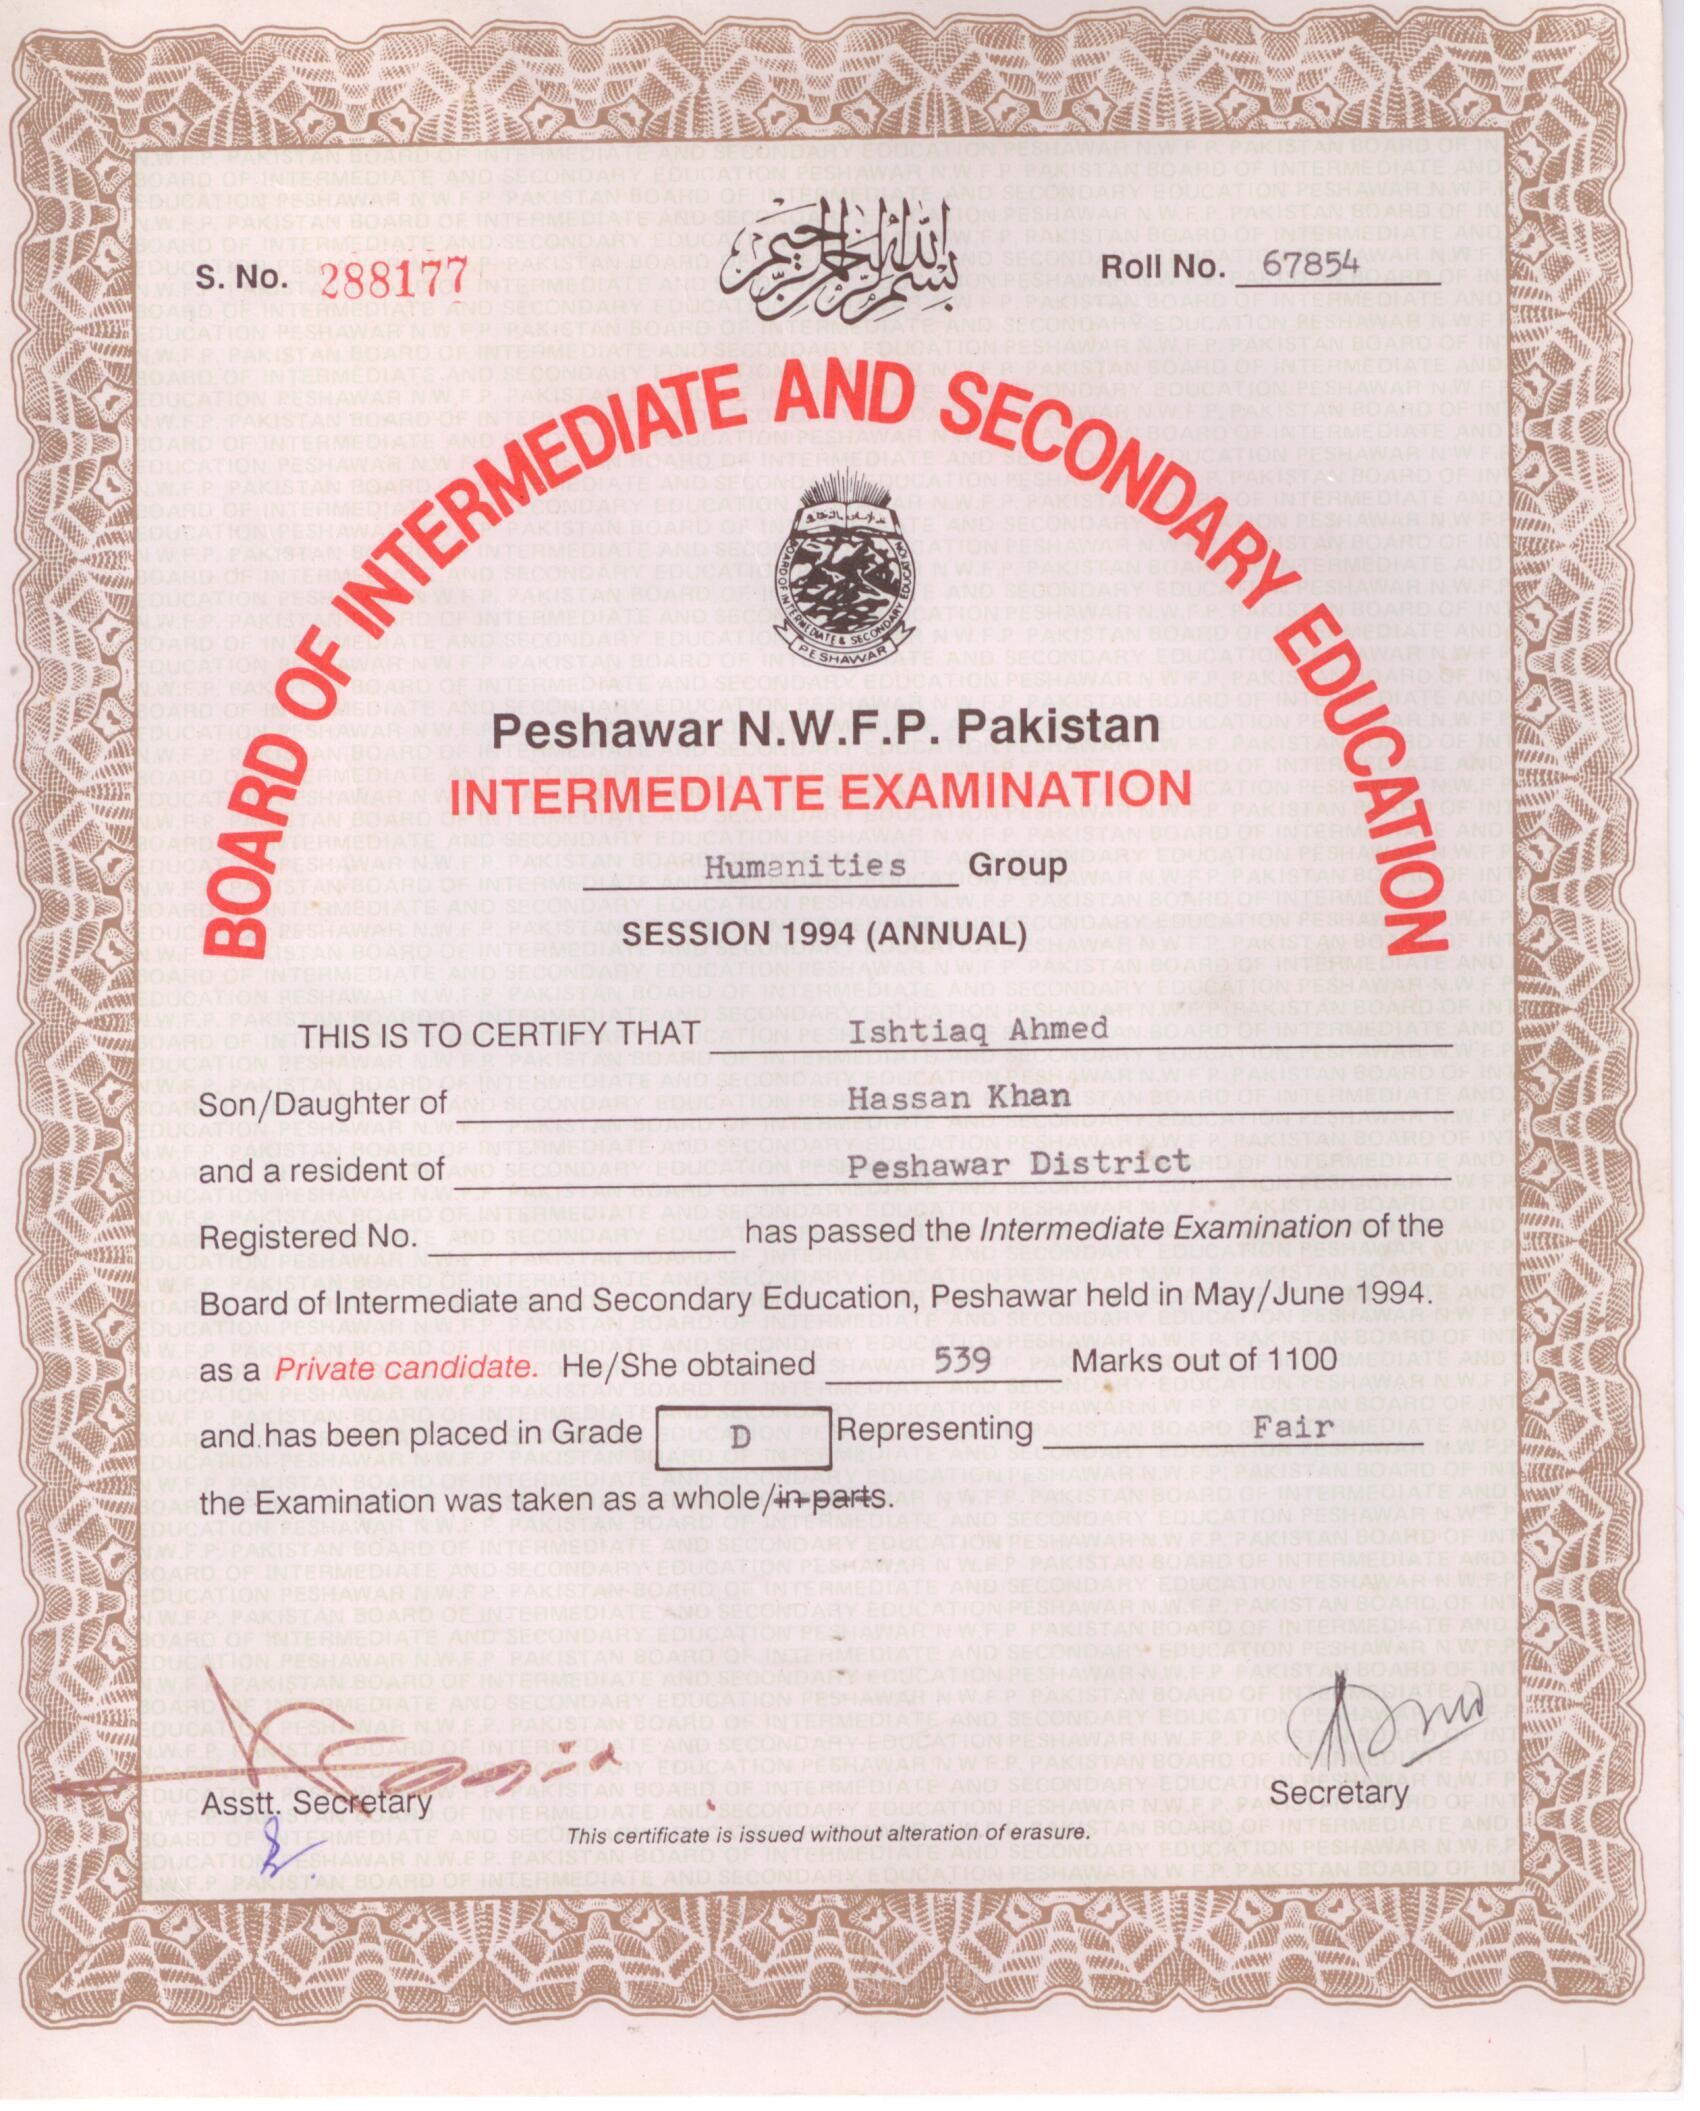 بسم الله الرحمن الرحيم
S. No. 288177
Roll No. 67854
BOARD OF INTERMEDIATE AND SECONDARY EDUCATION
BOARD OF INTERMEDIATE & SECONDARY EDUCATION
PESHAWAR
Peshawar N.W.F.P. Pakistan
INTERMEDIATE EXAMINATION
Humanities Group
SESSION 1994 (ANNUAL)
THIS IS TO CERTIFY THAT Ishtiaq Ahmed
Son/Daughter of Hassan Khan
and a resident of Peshawar District
Registered No. has passed the Intermediate Examination of the
Board of Intermediate and Secondary Education, Peshawar held in May/June 1994.
as a Private candidate. He/She obtained 539 Marks out of 1100
and has been placed in Grade D Representing Fair
the Examination was taken as a whole/in parts.
Asstt. Secretary
Secretary
This certificate is issued without alteration of erasure.